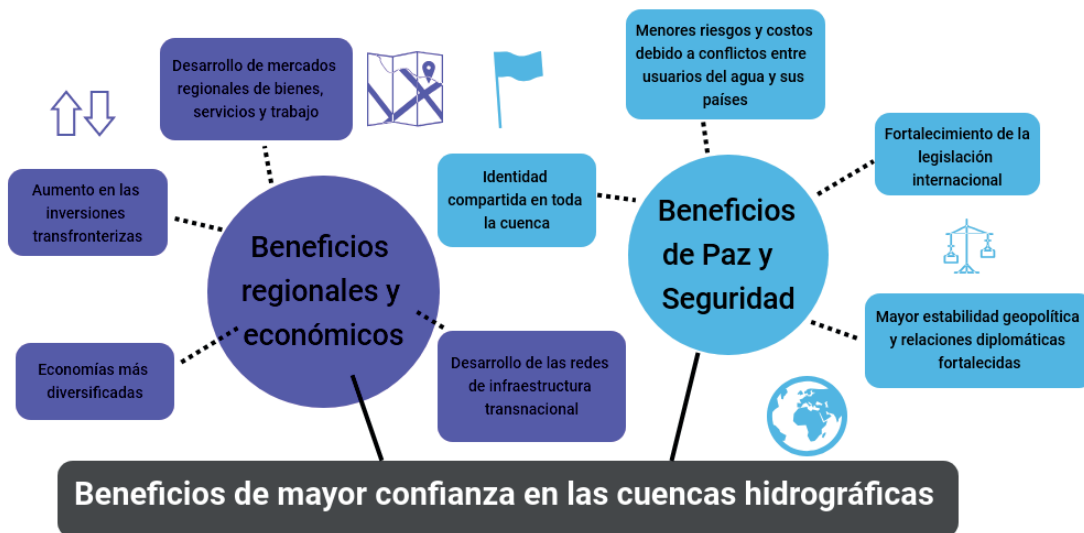 Desarrollo de mercados
regionales de bienes,
servicios y trabajo
Aumento en las
inversiones
transfronterizas
Beneficios
regionales y
económicos
Economías más
diversificadas
Desarrollo de las redes
de infraestructura
transnacional
Menores riesgos y costos
debido a conflictos entre
usuarios del agua y sus
países
Identidad
compartida en toda
la cuenca
Fortalecimiento de la
legislación
internacional
Beneficios
de Paz y
Seguridad
Mayor estabilidad geopolítica
y relaciones diplomáticas
fortalecidas
Beneficios de mayor confianza en las cuencas hidrográficas